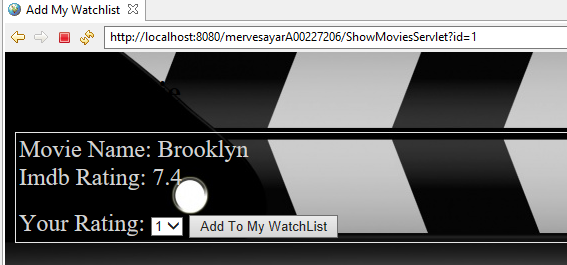 Add My Watchlist
http://localhost:8080/mervesayarA00227206/ShowMoviesServlet?id=1
Movie Name: Brooklyn
Imdb Rating: 7.4
Your Rating: 1 Add To My WatchList